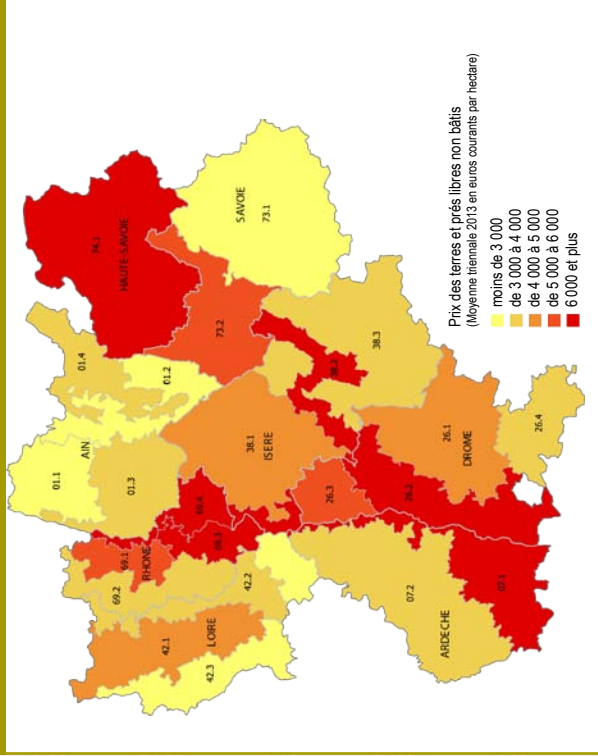 74.1
HAUTE-SAVOIE
SAVOIE
73.1
73.2
01.4
01.2
AIN
01.1
01.3
38.1
ISERE
38.2
38.3
69.4
69.3
69.1
RHONE
69.2
42.2
42.1
LOIRE
42.3
26.3
26.1
DROME
26.2
26.4
07.2
ARDECHE
07.1
Prix des terres et prés libres non bâtis
(Moyenne triennale 2013 en euros courants par hectare)
moins de 3 000
de 3 000 à 4 000
de 4 000 à 5 000
de 5 000 à 6 000
6 000 et plus